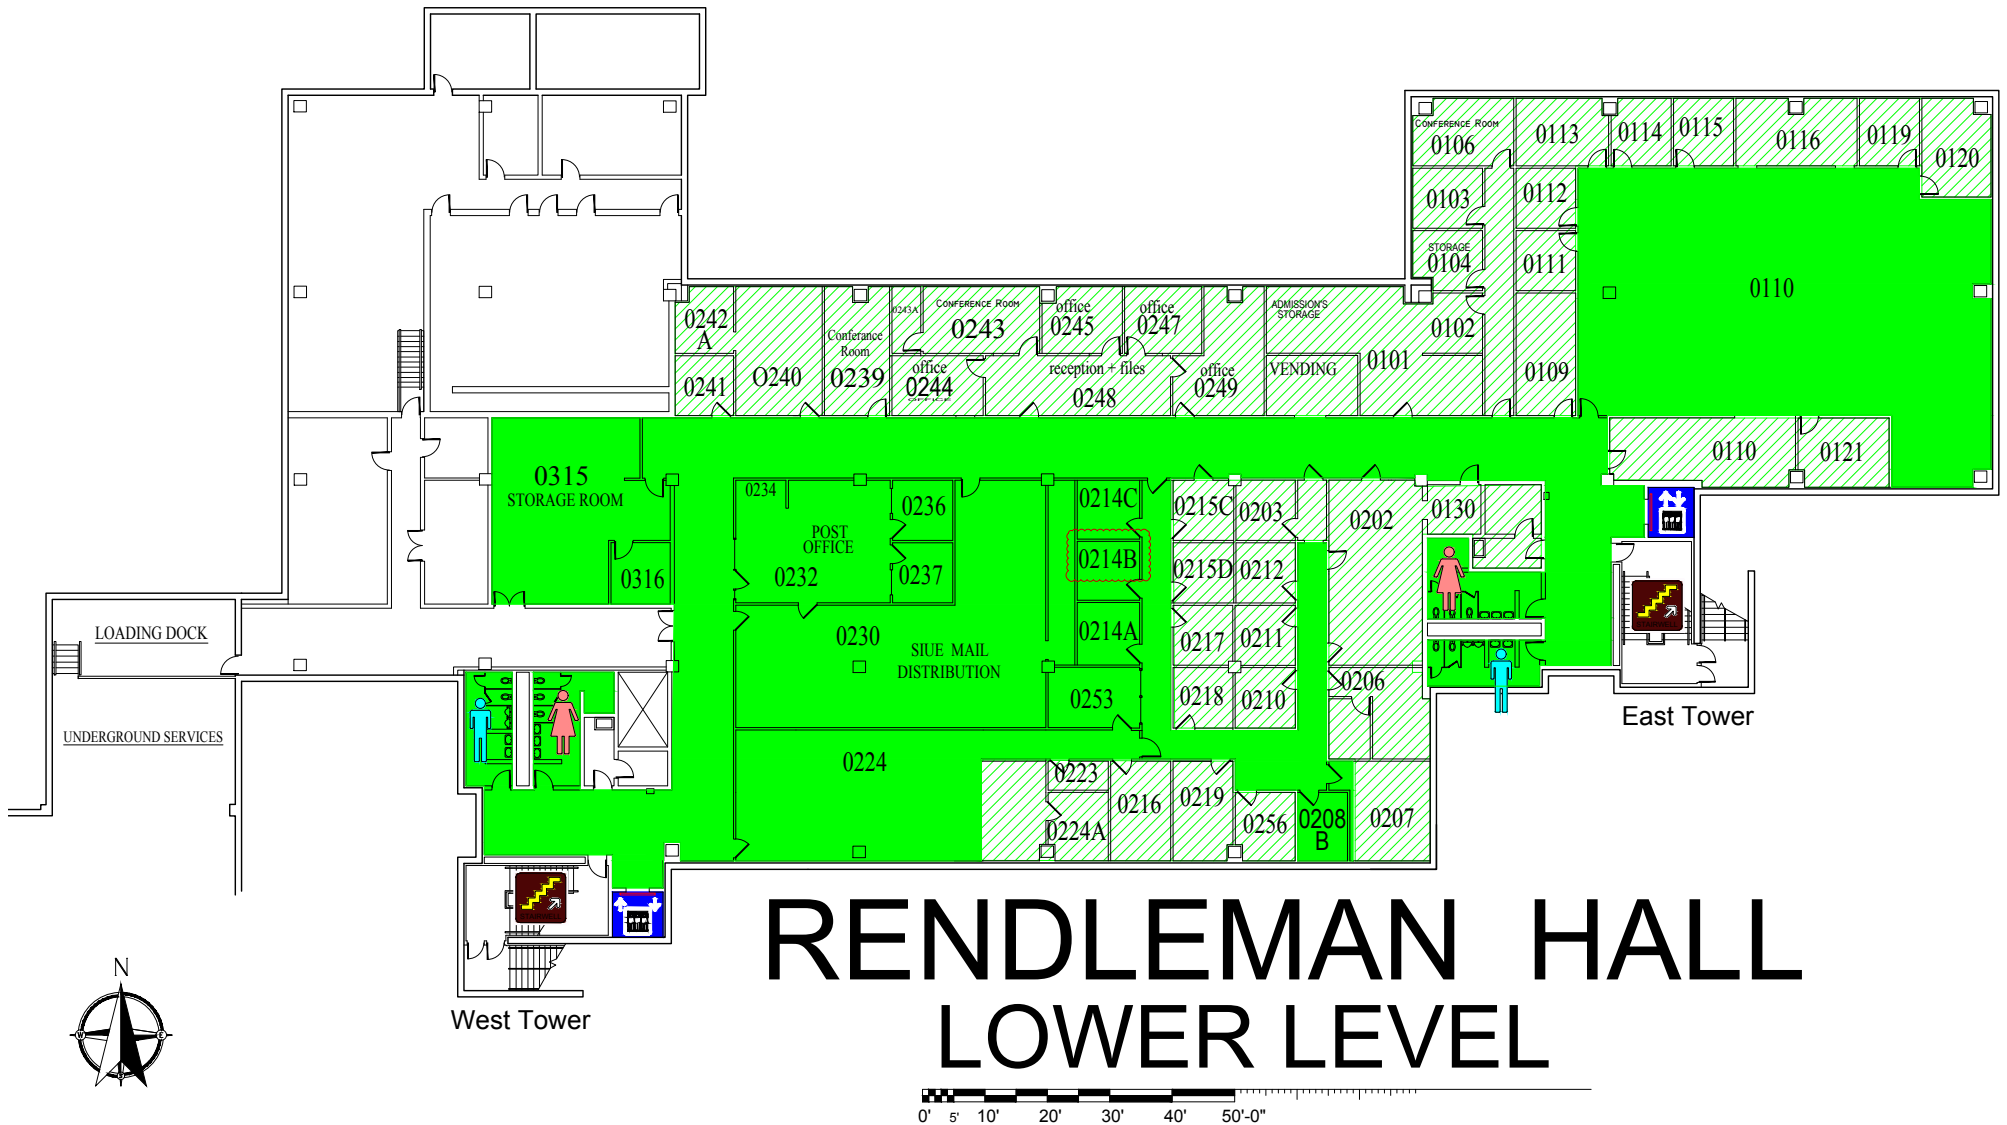 CONFERENCE ROOM
0106
0113
0114
0115
0116
0119
0120
0103
0112
STORAGE
0104
0111
0110
0102
0109
0242
A
0241
O240
Conferance
Room
0239
0243A
CONFERENCE ROOM
0243
office
0244
OFFICE
office
0245
office
0247
reception + files
0248
office
0249
ADMISSION'S
STORAGE
VENDING
0101
0110
0121
0315
STORAGE ROOM
0316
0234
POST
OFFICE
0232
0236
0237
0214C
0214B
0214A
0215C
0203
0215D
0212
0217
0211
0218
0210
0202
0130
0206
0230
SIUE MAIL
DISTRIBUTION
0253
0224
0223
0224A
0216
0219
0256
0208
B
0207
LOADING DOCK
UNDERGROUND SERVICES
STAIRWELL
East Tower
STAIRWELL
West Tower
N
W
E
S
RENDLEMAN HALL
LOWER LEVEL
0' 5' 10' 20' 30' 40' 50'-0"